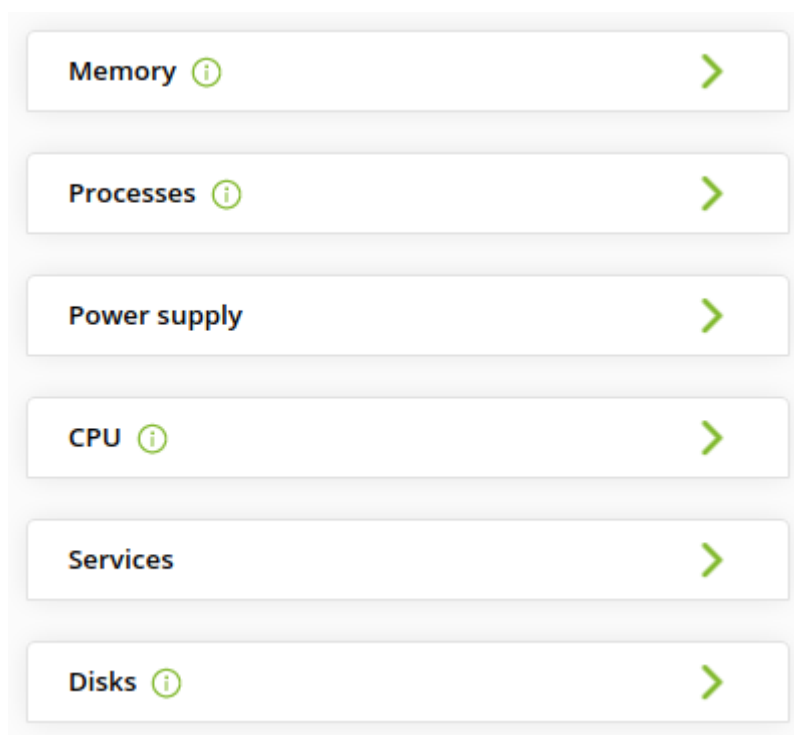 Memory
Processes
Power supply
CPU
Services
Disks